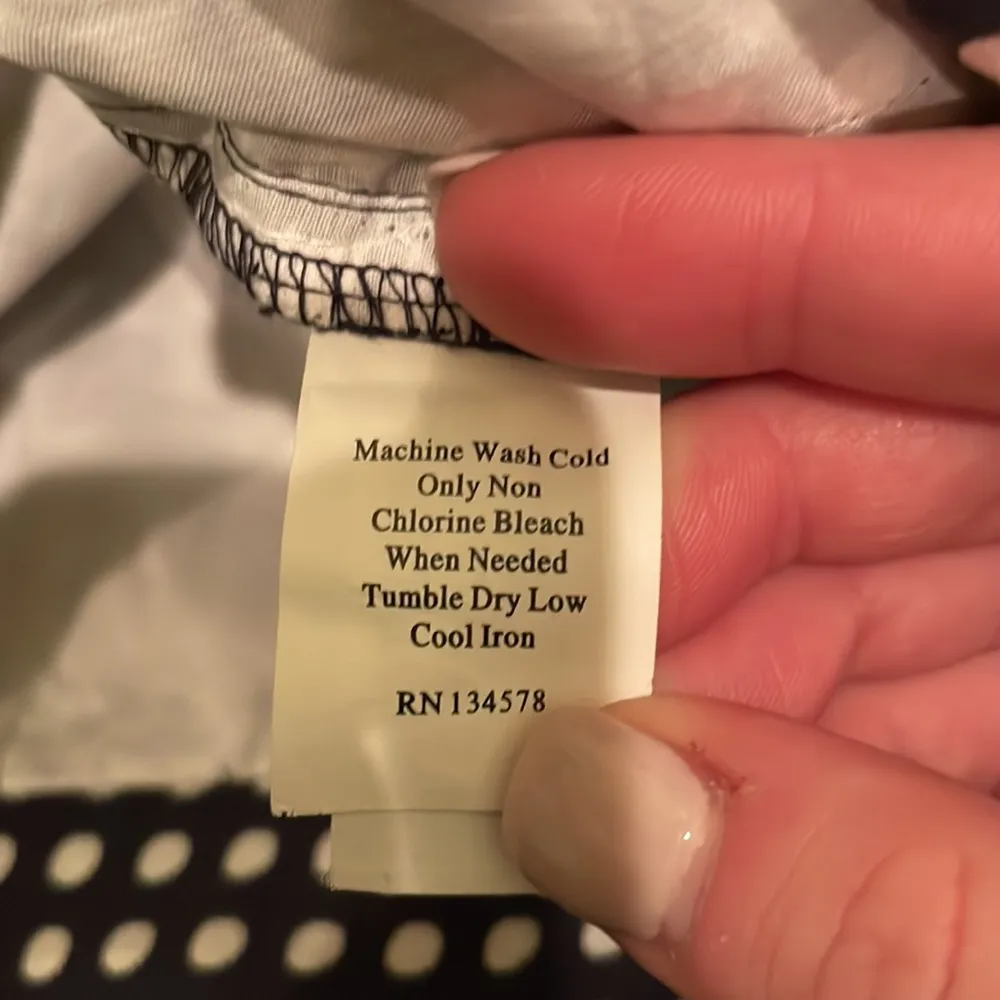 Machine Wash Cold
Only Non
Chlorine Bleach
When Needed
Tumble Dry Low
Cool Iron
RN 134578